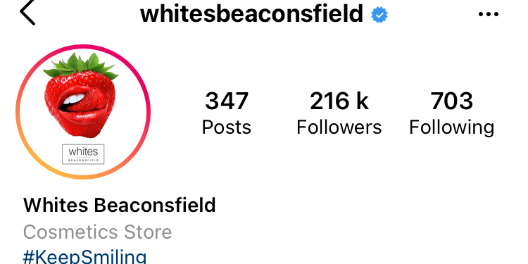 whitesbeaconsfield
347 216 k 703
Posts Followers Following
whites
BEACONSFIELD
Whites Beaconsfield
Cosmetics Store
#KeepSmiling